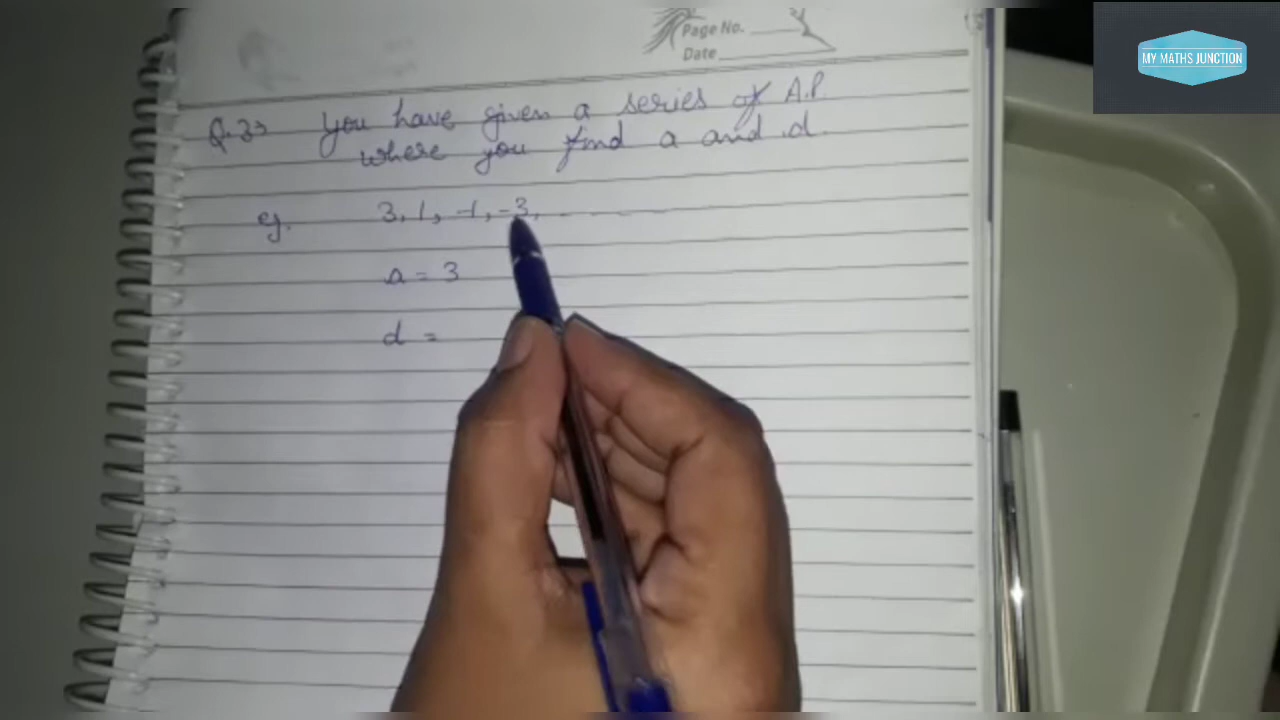 Page No.
Date
MY MATHS JUNCTION
Q.3> You have given a series of A.P.
where you find a and d.
eg. 3, 1, -1, -3, - - - - - -
a = 3
d =